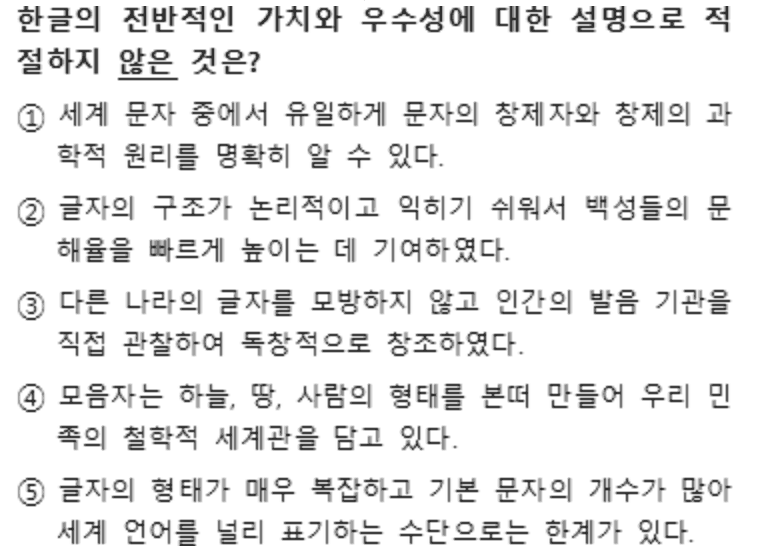 한글의 전반적인 가치와 우수성에 대한 설명으로 적
절하지 않은 것은?
① 세계 문자 중에서 유일하게 문자의 창제자와 창제의 과
학적 원리를 명확히 알 수 있다.
② 글자의 구조가 논리적이고 익히기 쉬워서 백성들의 문
해율을 빠르게 높이는 데 기여하였다.
③ 다른 나라의 글자를 모방하지 않고 인간의 발음 기관을
직접 관찰하여 독창적으로 창조하였다.
④ 모음자는 하늘, 땅, 사람의 형태를 본떠 만들어 우리 민
족의 철학적 세계관을 담고 있다.
⑤ 글자의 형태가 매우 복잡하고 기본 문자의 개수가 많아
세계 언어를 널리 표기하는 수단으로는 한계가 있다.